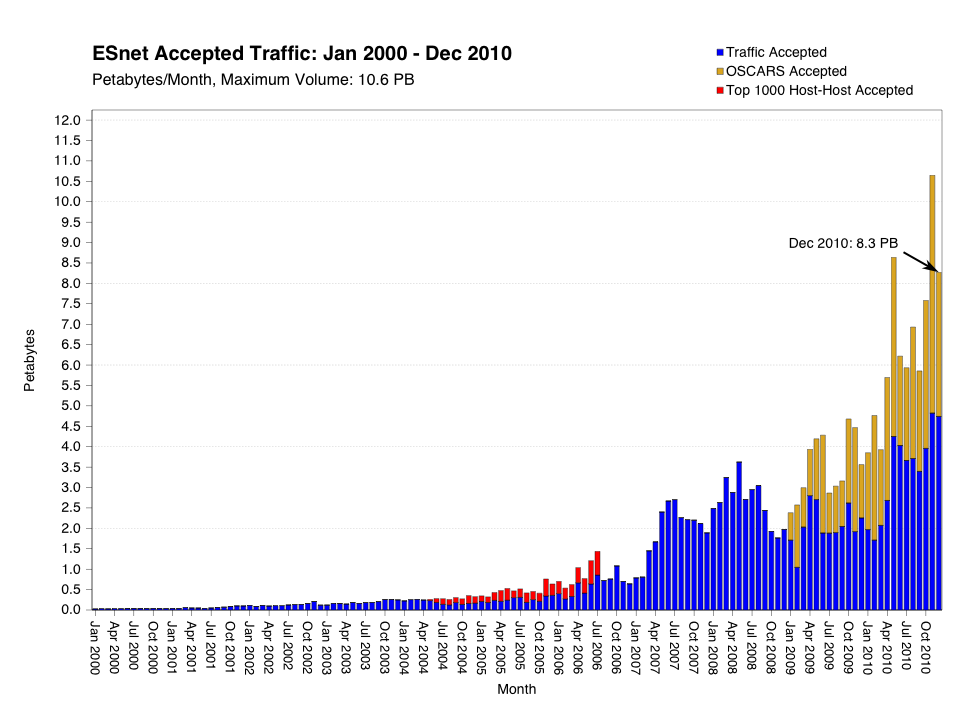 ESnet Accepted Traffic: Jan 2000 - Dec 2010
Petabytes/Month, Maximum Volume: 10.6 PB
Traffic Accepted
OSCARS Accepted
Top 1000 Host-Host Accepted
12.0
11.5
11.0
10.5
10.0
9.5
9.0
8.5
8.0
7.5
7.0
6.5
6.0
5.5
5.0
4.5
4.0
3.5
3.0
2.5
2.0
1.5
1.0
0.5
0.0
Petabytes
Dec 2010: 8.3 PB
Jan 2000
Apr 2000
Jul 2000
Oct 2000
Jan 2001
Apr 2001
Jul 2001
Oct 2001
Jan 2002
Apr 2002
Jul 2002
Oct 2002
Jan 2003
Apr 2003
Jul 2003
Oct 2003
Jan 2004
Apr 2004
Jul 2004
Oct 2004
Jan 2005
Apr 2005
Jul 2005
Oct 2005
Jan 2006
Apr 2006
Jul 2006
Oct 2006
Jan 2007
Apr 2007
Jul 2007
Oct 2007
Jan 2008
Apr 2008
Jul 2008
Oct 2008
Jan 2009
Apr 2009
Jul 2009
Oct 2009
Jan 2010
Apr 2010
Jul 2010
Oct 2010
Month